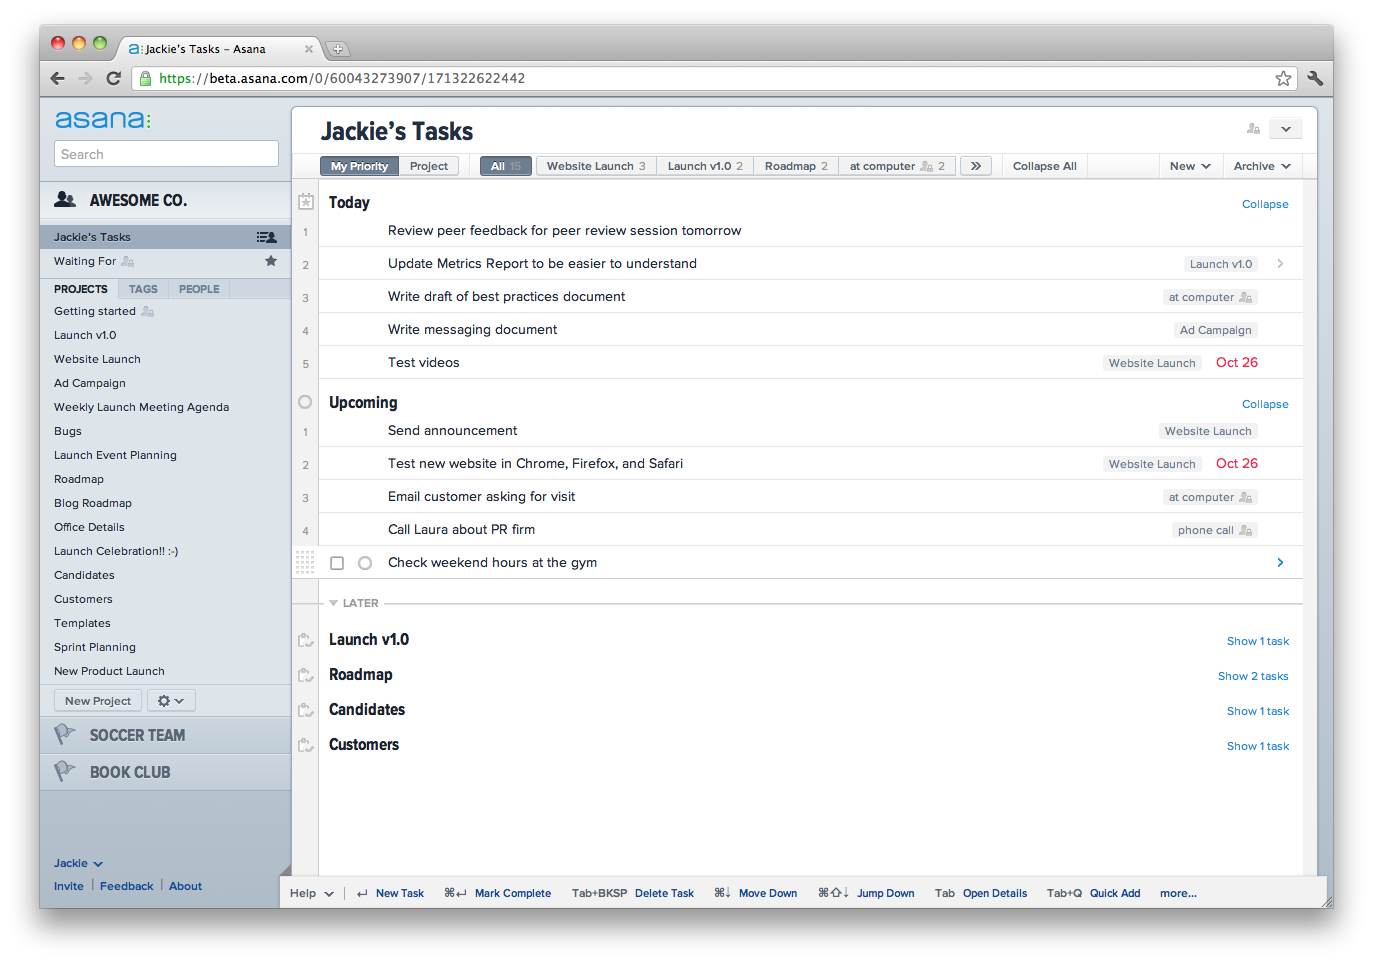 a: Jackie's Tasks – Asana
https://beta.asana.com/0/60043273907/171322622442
asana:
Search
AWESOME CO.
Jackie's Tasks
Waiting For
PROJECTS TAGS PEOPLE
Getting started
Launch v1.0
Website Launch
Ad Campaign
Weekly Launch Meeting Agenda
Bugs
Launch Event Planning
Roadmap
Blog Roadmap
Office Details
Launch Celebration!! :-)
Candidates
Customers
Templates
Sprint Planning
New Product Launch
New Project
SOCCER TEAM
BOOK CLUB
Jackie
Invite | Feedback | About
Jackie's Tasks
My Priority Project All 15 Website Launch 3 Launch v1.0 2 Roadmap 2 at computer 2 » Collapse All New Archive
Today Collapse
1 Review peer feedback for peer review session tomorrow
2 Update Metrics Report to be easier to understand Launch v1.0
3 Write draft of best practices document at computer
4 Write messaging document Ad Campaign
5 Test videos Website Launch Oct 26
Upcoming Collapse
1 Send announcement Website Launch
2 Test new website in Chrome, Firefox, and Safari Website Launch Oct 26
3 Email customer asking for visit at computer
4 Call Laura about PR firm phone call
Check weekend hours at the gym
LATER
Launch v1.0 Show 1 task
Roadmap Show 2 tasks
Candidates Show 1 task
Customers Show 1 task
Help | ↵ New Task ⌘↵ Mark Complete Tab+BKSP Delete Task ⌘↓ Move Down ⌘⇧↓ Jump Down Tab Open Details Tab+Q Quick Add more...